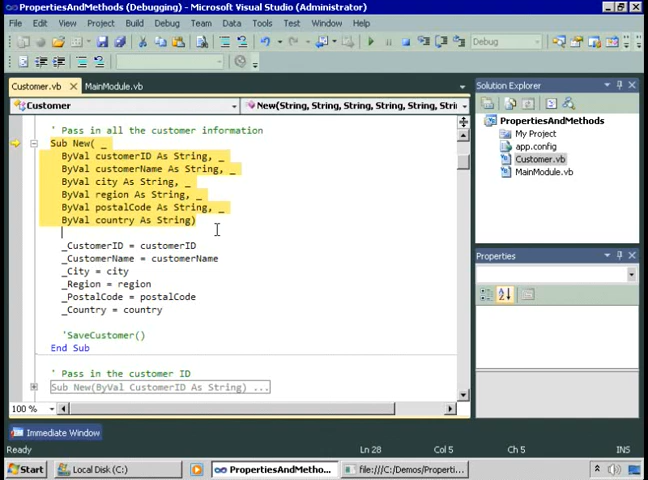 PropertiesAndMethods (Debugging) - Microsoft Visual Studio (Administrator)
File Edit View Project Build Debug Team Data Tools Test Window Help
Debug
Customer.vb
MainModule.vb
Solution Explorer
Customer
New(String, String, String, String, String, String)
PropertiesAndMethods
My Project
app.config
Customer.vb
MainModule.vb
' Pass in all the customer information
Sub New( _
ByVal customerID As String, _
ByVal customerName As String, _
ByVal city As String, _
ByVal region As String, _
ByVal postalCode As String, _
ByVal country As String)
_CustomerID = customerID
_CustomerName = customerName
_City = city
_Region = region
_PostalCode = postalCode
_Country = country
'SaveCustomer()
End Sub
' Pass in the customer ID
Sub New(ByVal CustomerID As String) ...
Properties
100 %
Immediate Window
Ready
Ln 28
Col 5
Ch 5
INS
Start
Local Disk (C:)
PropertiesAndMetho...
file:///C:/Demos/Properti...